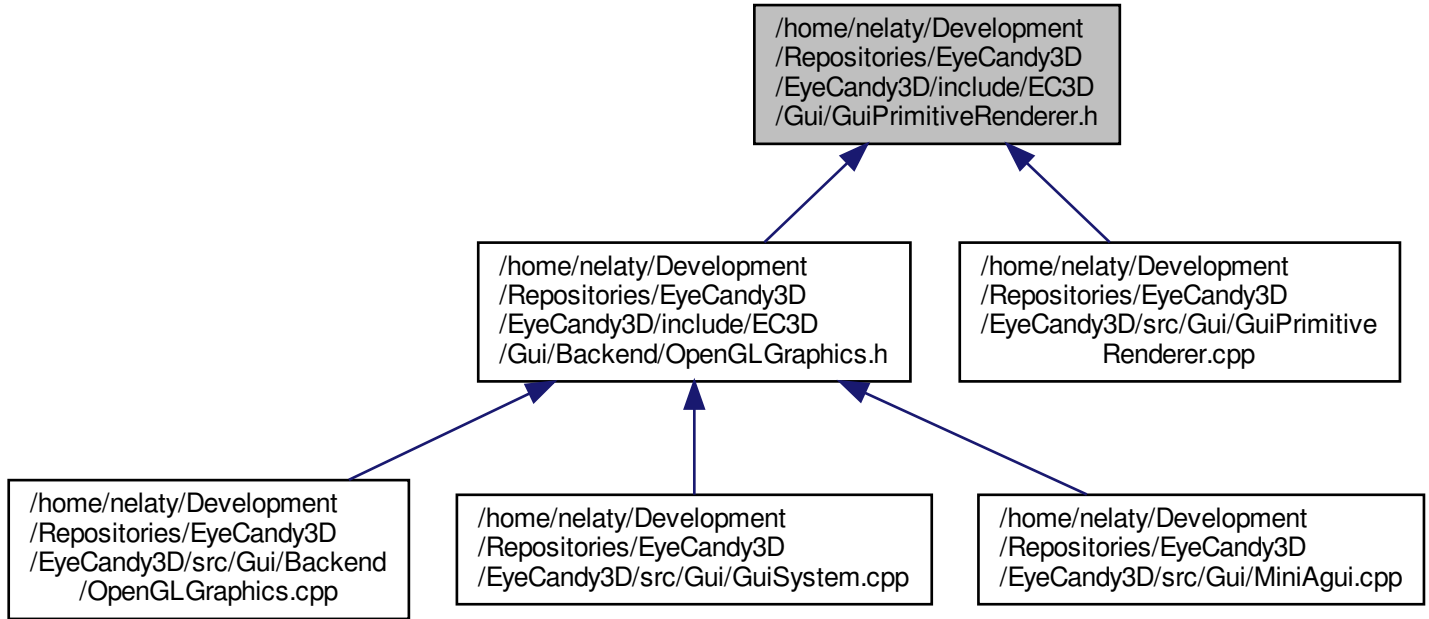 /home/nelaty/Development
/Repositories/EyeCandy3D
/EyeCandy3D/include/EC3D
/Gui/GuiPrimitiveRenderer.h
/home/nelaty/Development
/Repositories/EyeCandy3D
/EyeCandy3D/include/EC3D
/Gui/Backend/OpenGLGraphics.h
/home/nelaty/Development
/Repositories/EyeCandy3D
/EyeCandy3D/src/Gui/GuiPrimitive
Renderer.cpp
/home/nelaty/Development
/Repositories/EyeCandy3D
/EyeCandy3D/src/Gui/Backend
/OpenGLGraphics.cpp
/home/nelaty/Development
/Repositories/EyeCandy3D
/EyeCandy3D/src/Gui/GuiSystem.cpp
/home/nelaty/Development
/Repositories/EyeCandy3D
/EyeCandy3D/src/Gui/MiniAgui.cpp